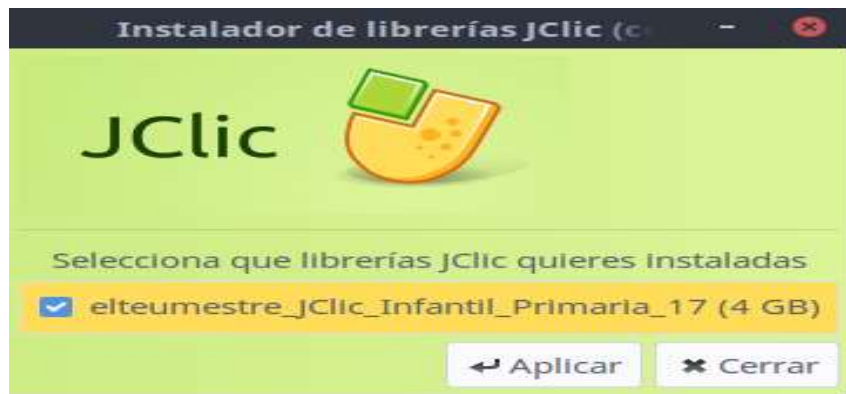 Instalador de librerías JClic (c
JClic
Selecciona que librerías JClic quieres instaladas
elteumestre_JClic_Infantil_Primaria_17 (4 GB)
Aplicar
Cerrar